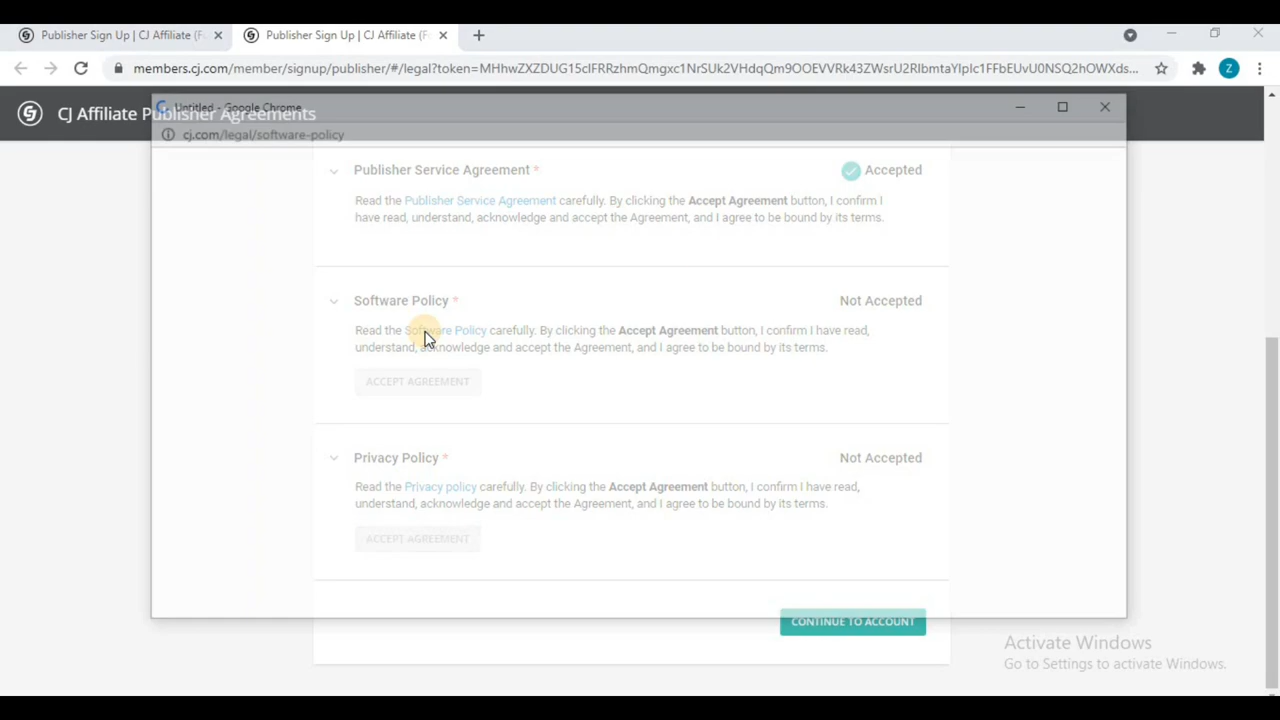 Publisher Sign Up | CJ Affiliate (F
Publisher Sign Up | CJ Affiliate (F
members.cj.com/member/signup/publisher/#/legal?token=MHhwZXZDUG15clFRRzhmQmgxc1NrSUk2VHdqQm9OOEVVRk43ZWsrU2RIbmtaYlplc1FFbEUvU0NSQ2hOWXds...
Z
CJ Affiliate Publisher Agreements
Untitled - Google Chrome
cj.com/legal/software-policy
Publisher Service Agreement *
Accepted
Read the Publisher Service Agreement carefully. By clicking the Accept Agreement button, I confirm I
have read, understand, acknowledge and accept the Agreement, and I agree to be bound by its terms.
Software Policy *
Not Accepted
Read the Software Policy carefully. By clicking the Accept Agreement button, I confirm I have read,
understand, acknowledge and accept the Agreement, and I agree to be bound by its terms.
ACCEPT AGREEMENT
Privacy Policy *
Not Accepted
Read the Privacy policy carefully. By clicking the Accept Agreement button, I confirm I have read,
understand, acknowledge and accept the Agreement, and I agree to be bound by its terms.
ACCEPT AGREEMENT
CONTINUE TO ACCOUNT
Activate Windows
Go to Settings to activate Windows.